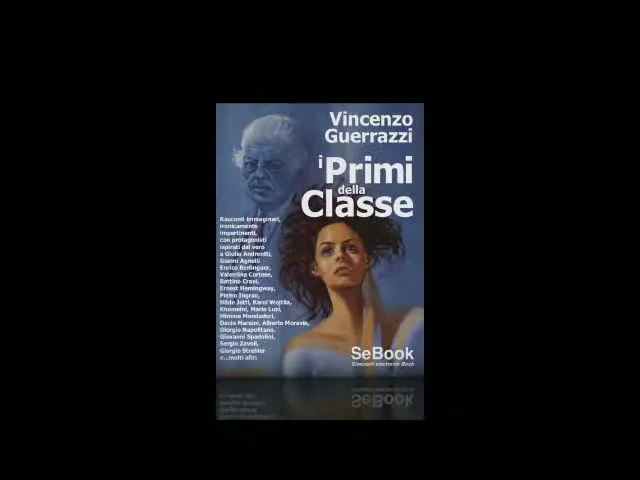 Vincenzo
Guerrazzi
i Primi
della
Classe
Racconti immaginari,
ironicamente
impertinenti,
con protagonisti
ispirati dal vero
a Giulio Andreotti,
Gianni Agnelli
Enrico Berlinguer,
Valentina Cortese,
Bettino Craxi,
Ernest Hemingway,
Pietro Ingrao,
Nilde Jotti, Karol Wojtila,
Khomeini, Mario Luzi,
Mimma Mondadori,
Dacia Maraini, Alberto Moravia,
Giorgio Napolitano,
Giovanni Spadolini,
Sergio Zavoli,
Giorgio Strehler
e...molti altri
SeBook
Simonelli electronic Book